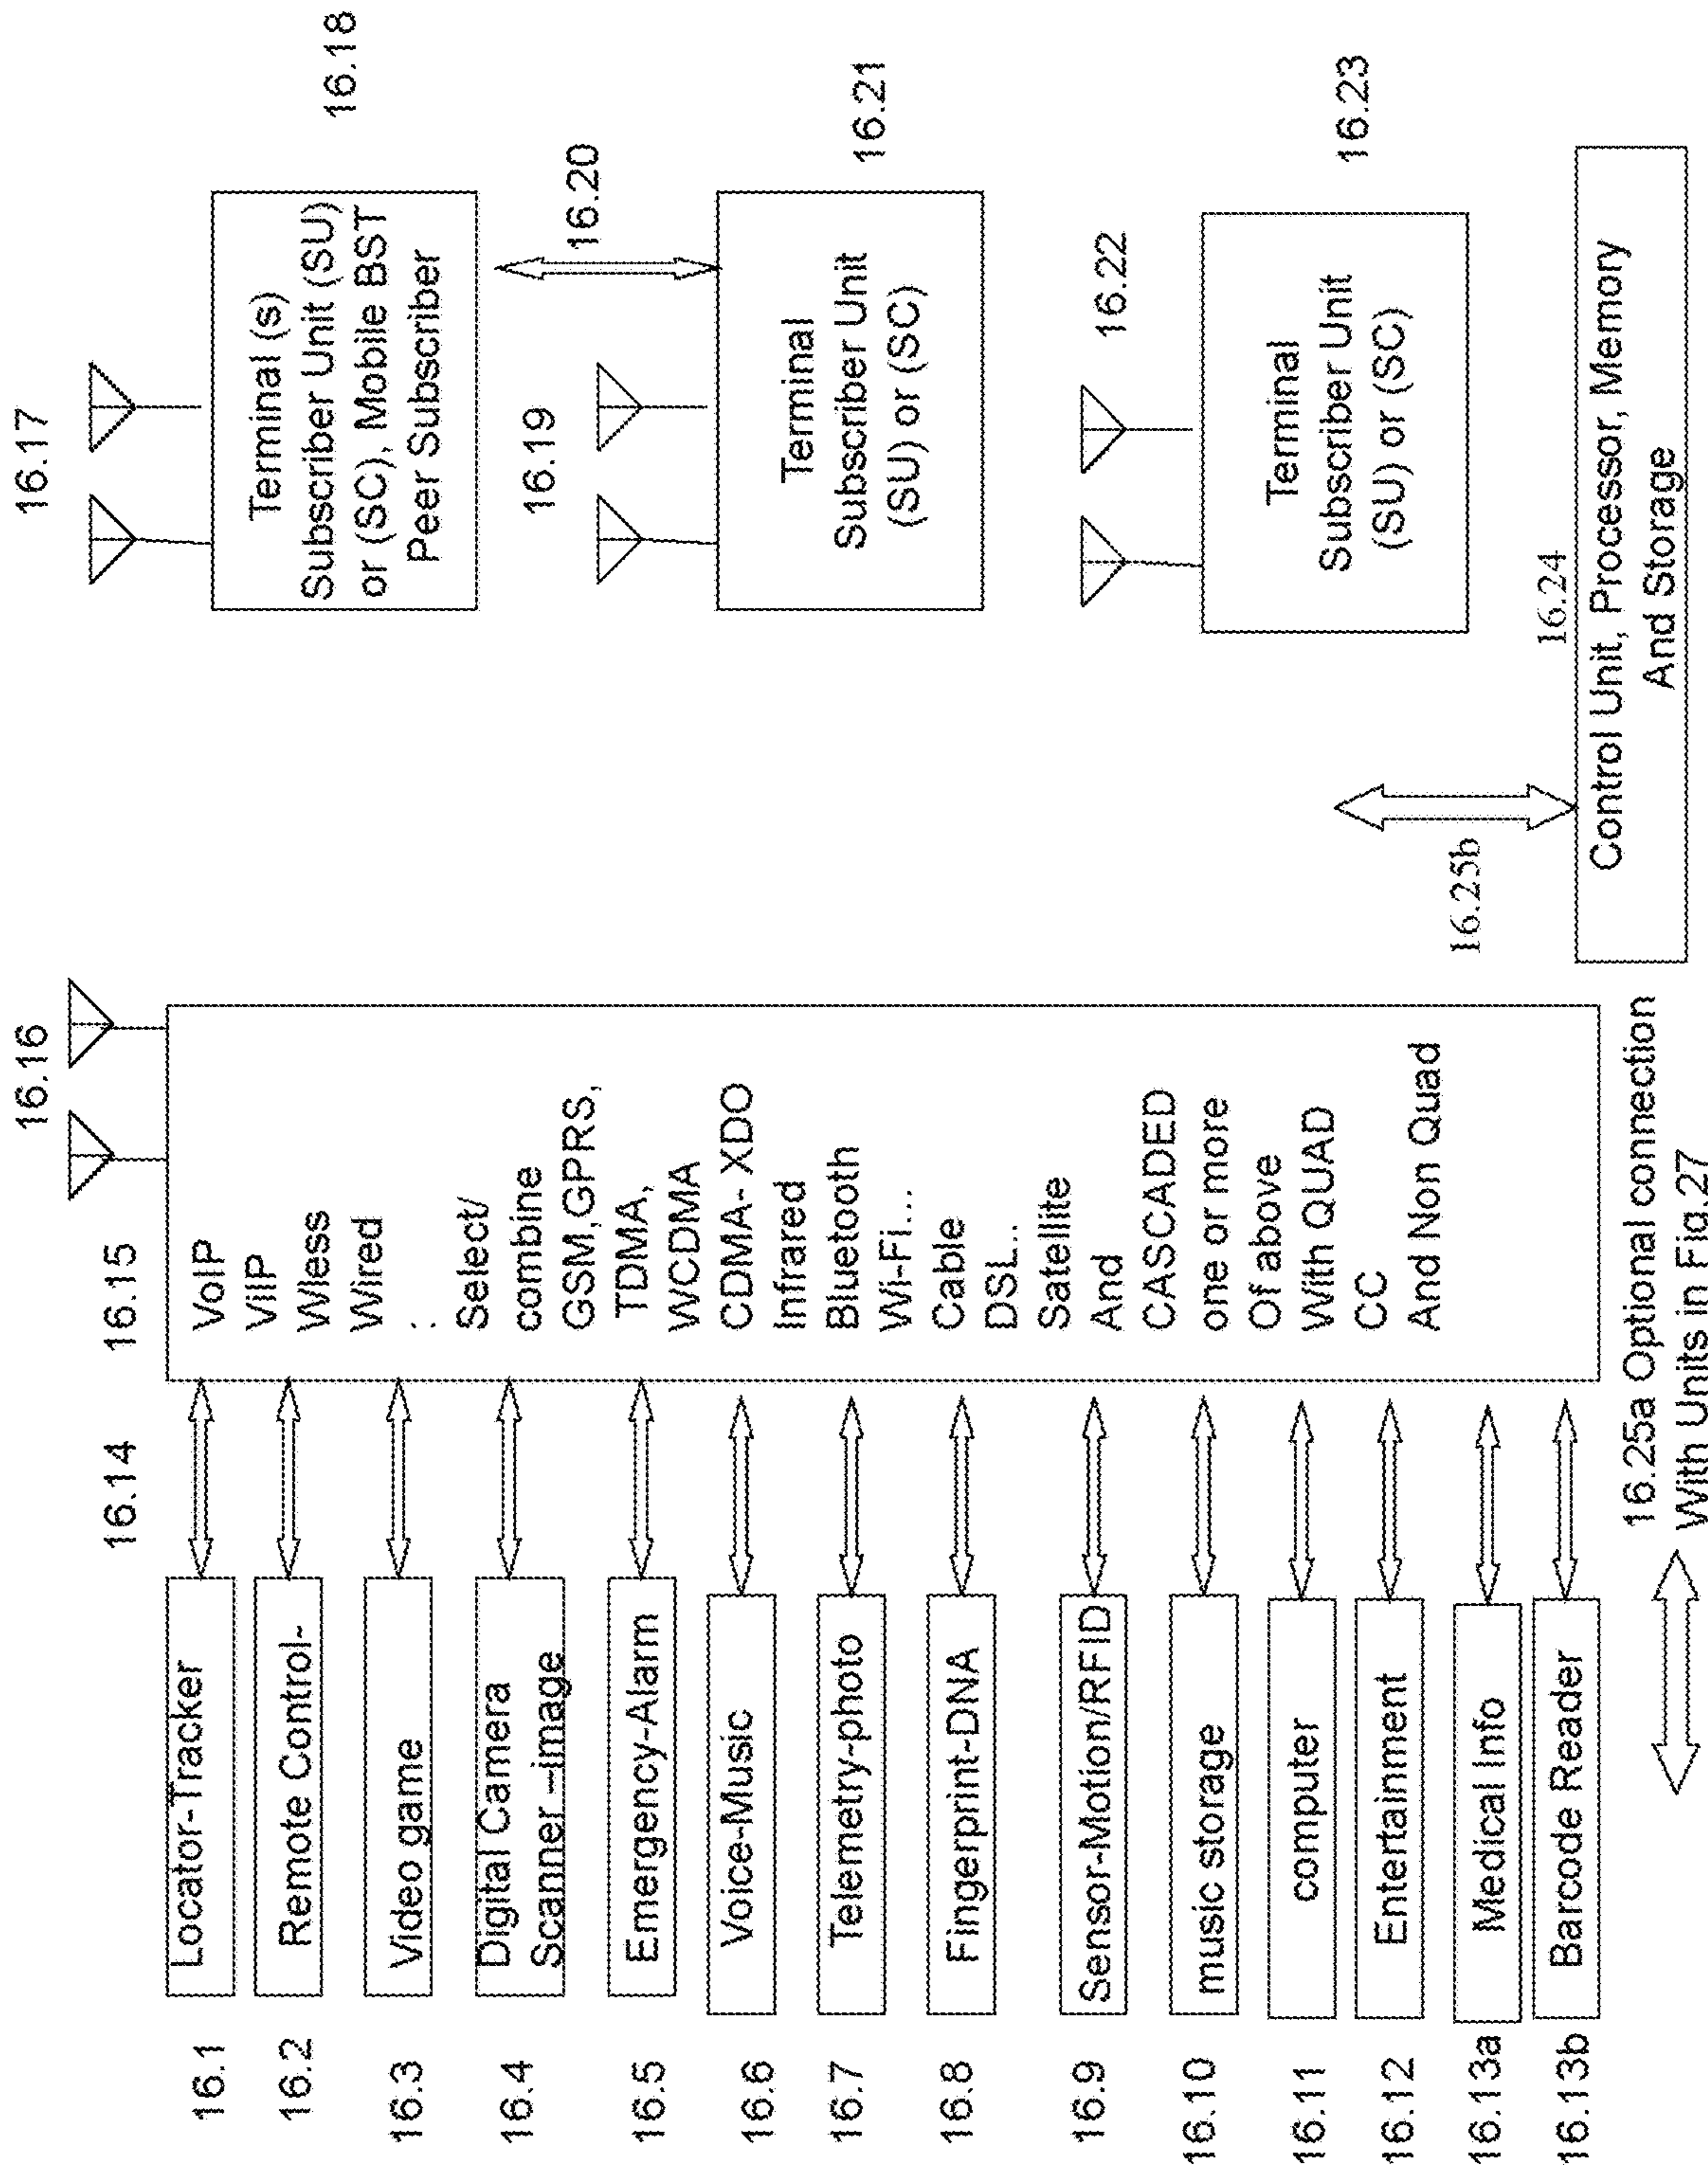 16.1
Locator-Tracker
16.2
Remote Control-
16.3
Video game
16.4
Digital Camera
Scanner –image
16.5
Emergency-Alarm
16.6
Voice-Music
16.7
Telemetry-photo
16.8
Fingerprint-DNA
16.9
Sensor-Motion/RFID
16.10
music storage
16.11
computer
16.12
Entertainment
16.13a
Medical Info
16.13b
Barcode Reader
16.14
16.15
16.16
VoIP
ViIP
Wless
Wired
:
Select/
combine
GSM,GPRS,
TDMA,
WCDMA
CDMA- XDO
Infrared
Bluetooth
Wi-Fi...
Cable
DSL..
Satellite
And
CASCADED
one or more
Of above
With QUAD
CC
And Non Quad
16.25a Optional connection
With Units in Fig.27
16.17
Terminal (s)
Subscriber Unit (SU)
or (SC), Mobile BST
Peer Subscriber
16.18
16.19
16.20
Terminal
Subscriber Unit
(SU) or (SC)
16.21
16.22
Terminal
Subscriber Unit
(SU) or (SC)
16.23
16.25b
16.24
Control Unit, Processor, Memory
And Storage